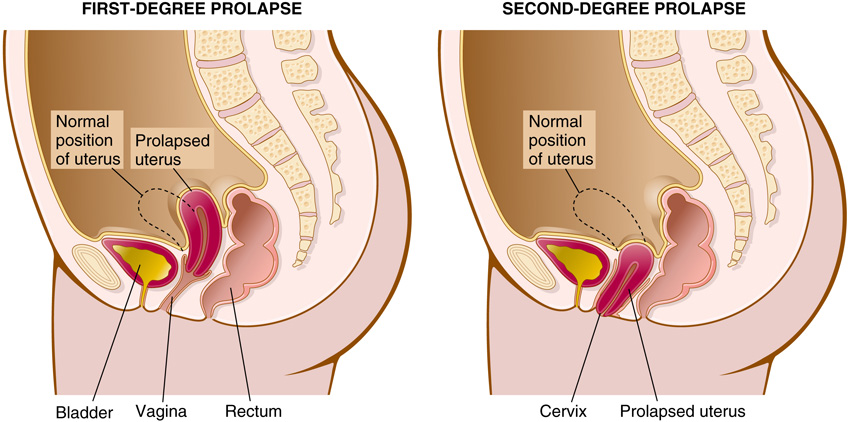 FIRST-DEGREE PROLAPSE
Normal
position
of uterus
Prolapsed
uterus
Bladder
Vagina
Rectum
SECOND-DEGREE PROLAPSE
Normal
position
of uterus
Cervix
Prolapsed uterus